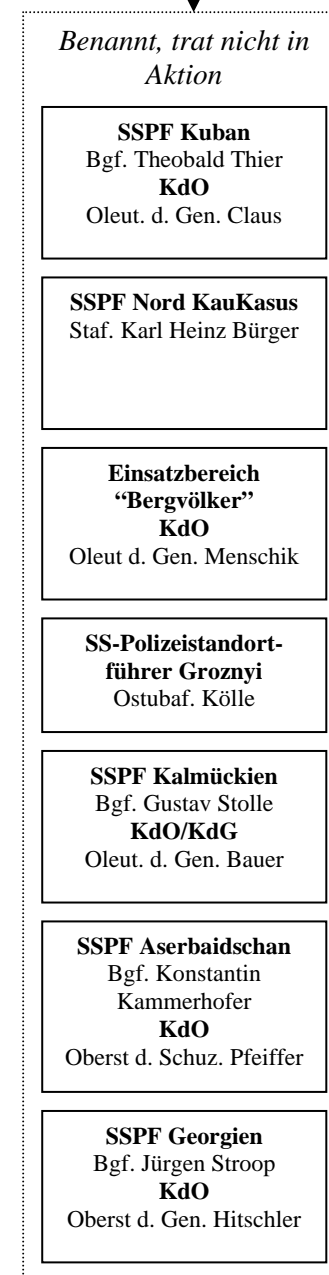 Benannt, trat nicht in
Aktion
SSPF Kuban
Bgf. Theobald Thier
KdO
Oleut. d. Gen. Claus
SSPF Nord KauKasus
Staf. Karl Heinz Bürger
Einsatzbereich
“Bergvölker”
KdO
Oleut d. Gen. Menschik
SS-Polizeistandort-
führer Groznyi
Ostubaf. Kölle
SSPF Kalmückien
Bgf. Gustav Stolle
KdO/KdG
Oleut. d. Gen. Bauer
SSPF Aserbaidschan
Bgf. Konstantin
Kammerhofer
KdO
Oberst d. Schuz. Pfeiffer
SSPF Georgien
Bgf. Jürgen Stroop
KdO
Oberst d. Gen. Hitschler